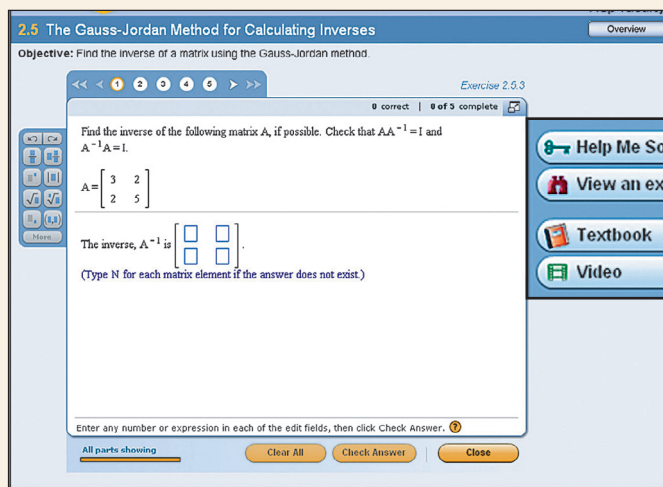 2.5 The Gauss-Jordan Method for Calculating Inverses
Overview
Objective: Find the inverse of a matrix using the Gauss-Jordan method.
1 2 3 4 5
Exercise 2.5.3
0 correct | 0 of 5 complete
Find the inverse of the following matrix A, if possible. Check that AA⁻¹ = I and
A⁻¹A = I.
A = [ 3 2
2 5 ]
The inverse, A⁻¹ is [ ].
(Type N for each matrix element if the answer does not exist.)
More
Help Me So
View an ex
Textbook
Video
Enter any number or expression in each of the edit fields, then click Check Answer. ?
All parts showing
Clear All
Check Answer
Close